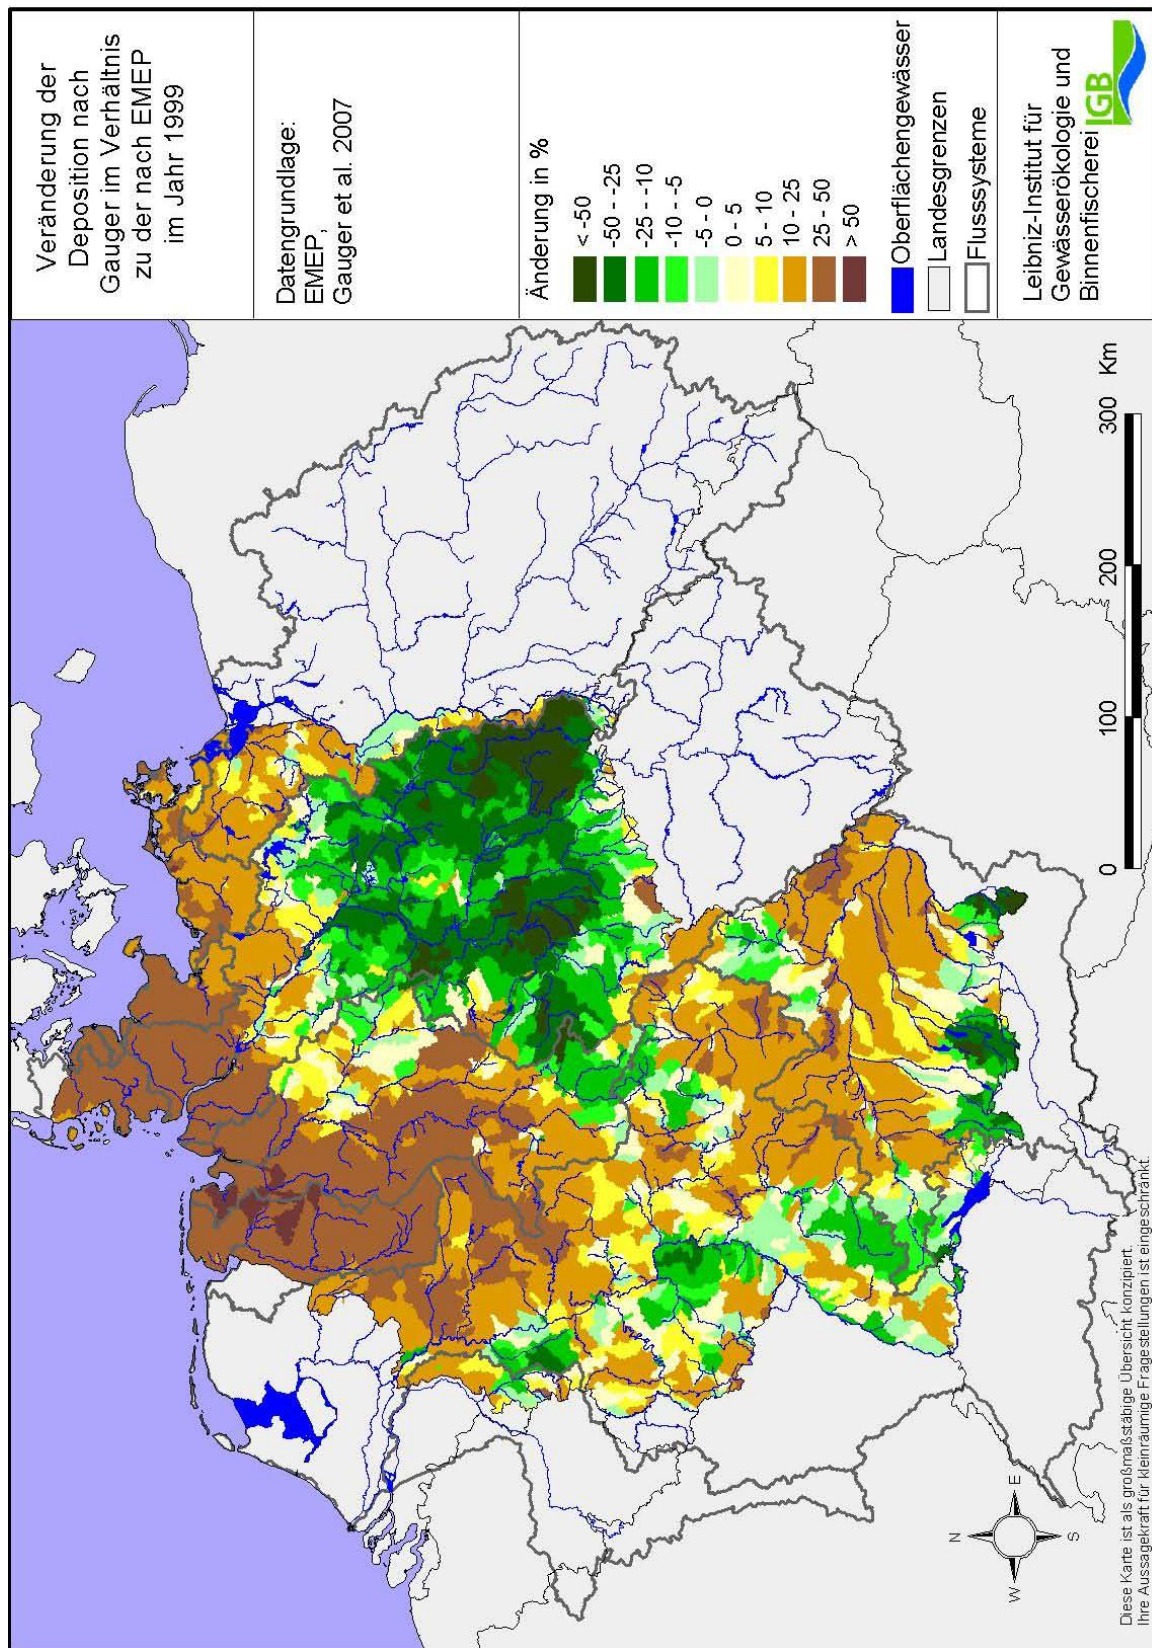 Veränderung der
Deposition nach
Gauger im Verhältnis
zu der nach EMEP
im Jahr 1999
Datengrundlage:
EMEP,
Gauger et al. 2007
Änderung in %
< -50
-50 - -25
-25 - -10
-10 - -5
-5 - 0
0 - 5
5 - 10
10 - 25
25 - 50
> 50
Oberflächengewässer
Landesgrenzen
Flusssysteme
Leibniz-Institut für
Gewässerökologie und
Binnenfischerei
IGB
0 100 200 300 Km
N
W E
S
Diese Karte ist als großmaßstäbige Übersicht konzipiert.
Ihre Aussagekraft für kleinräumige Fragestellungen ist eingeschränkt.